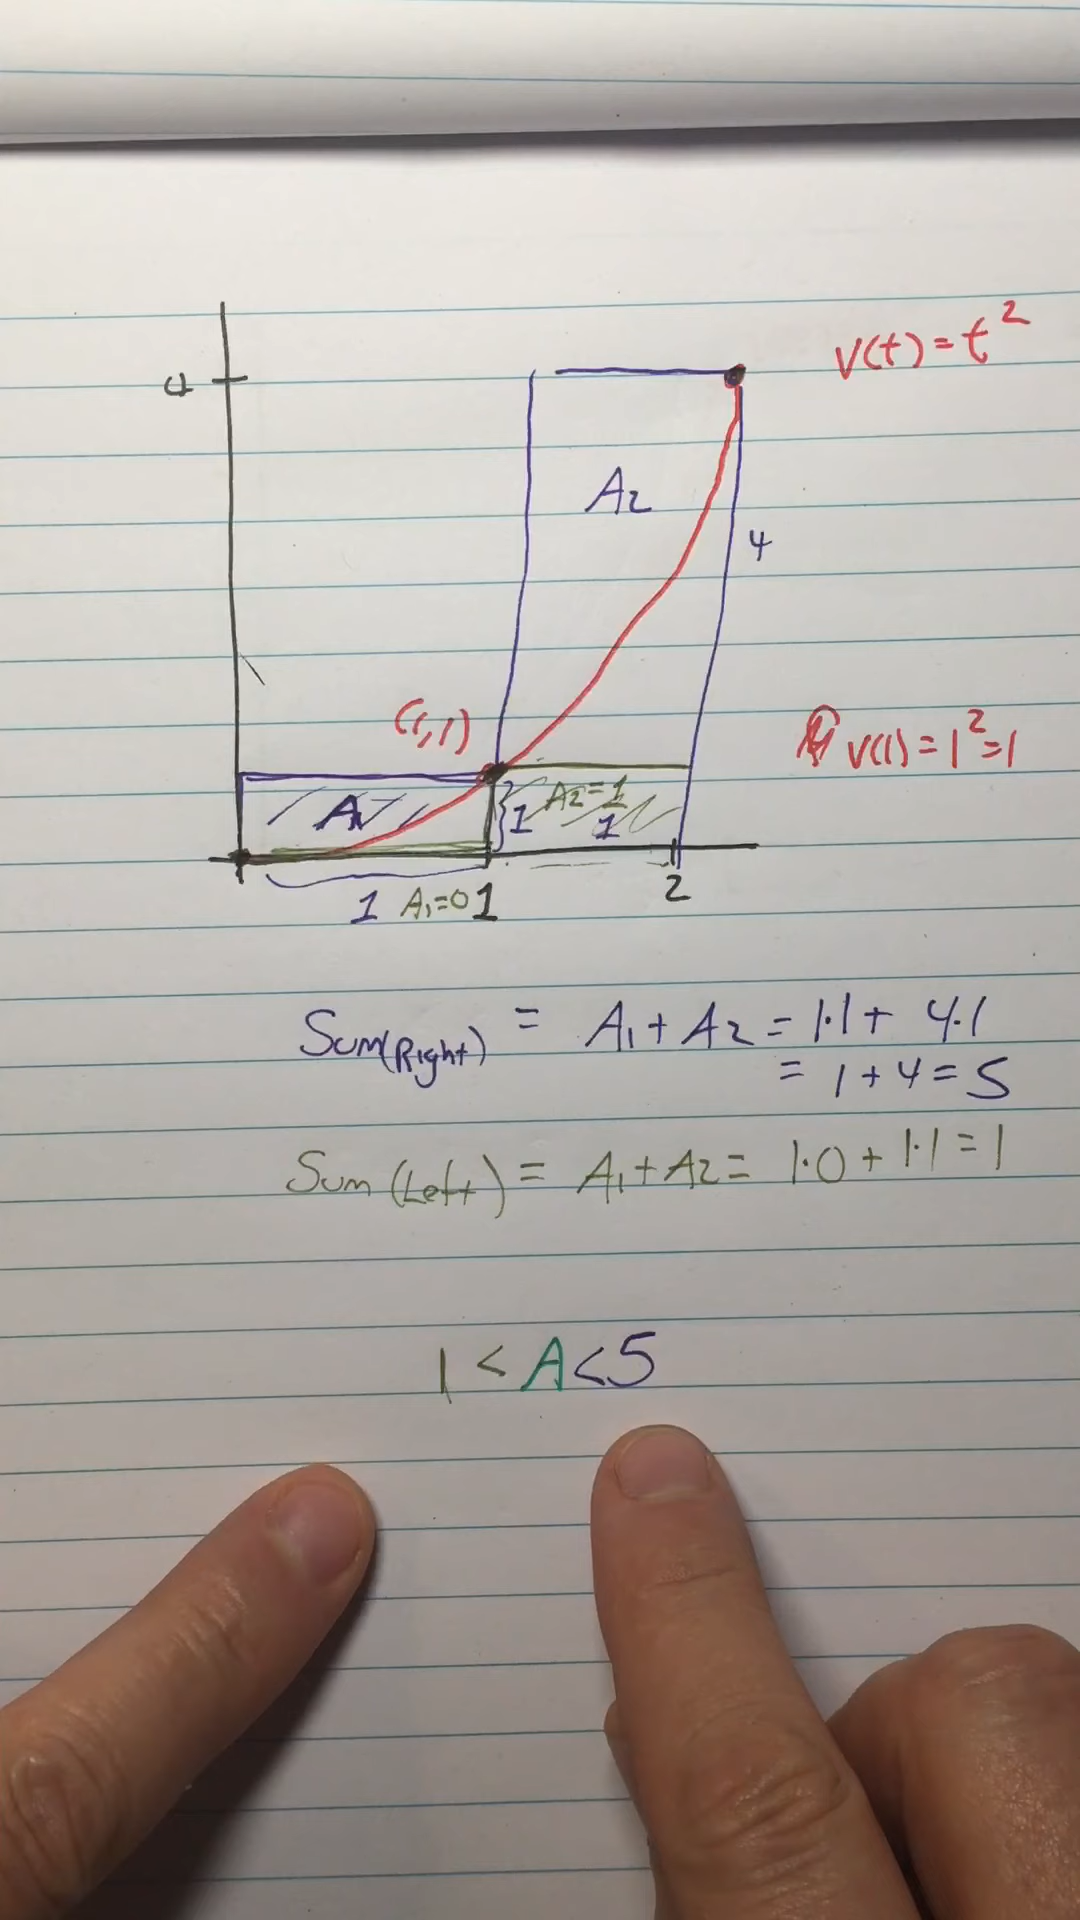 v(t) = t²
4
A2
4
(1,1)
v(1) = 1² = 1
A1
1
A2=1
1
1
A1=0
1
2
Sum(Right) = A1 + A2 = 1·1 + 4·1
= 1 + 4 = 5
Sum (Left) = A1 + A2 = 1·0 + 1·1 = 1
1 < A < 5